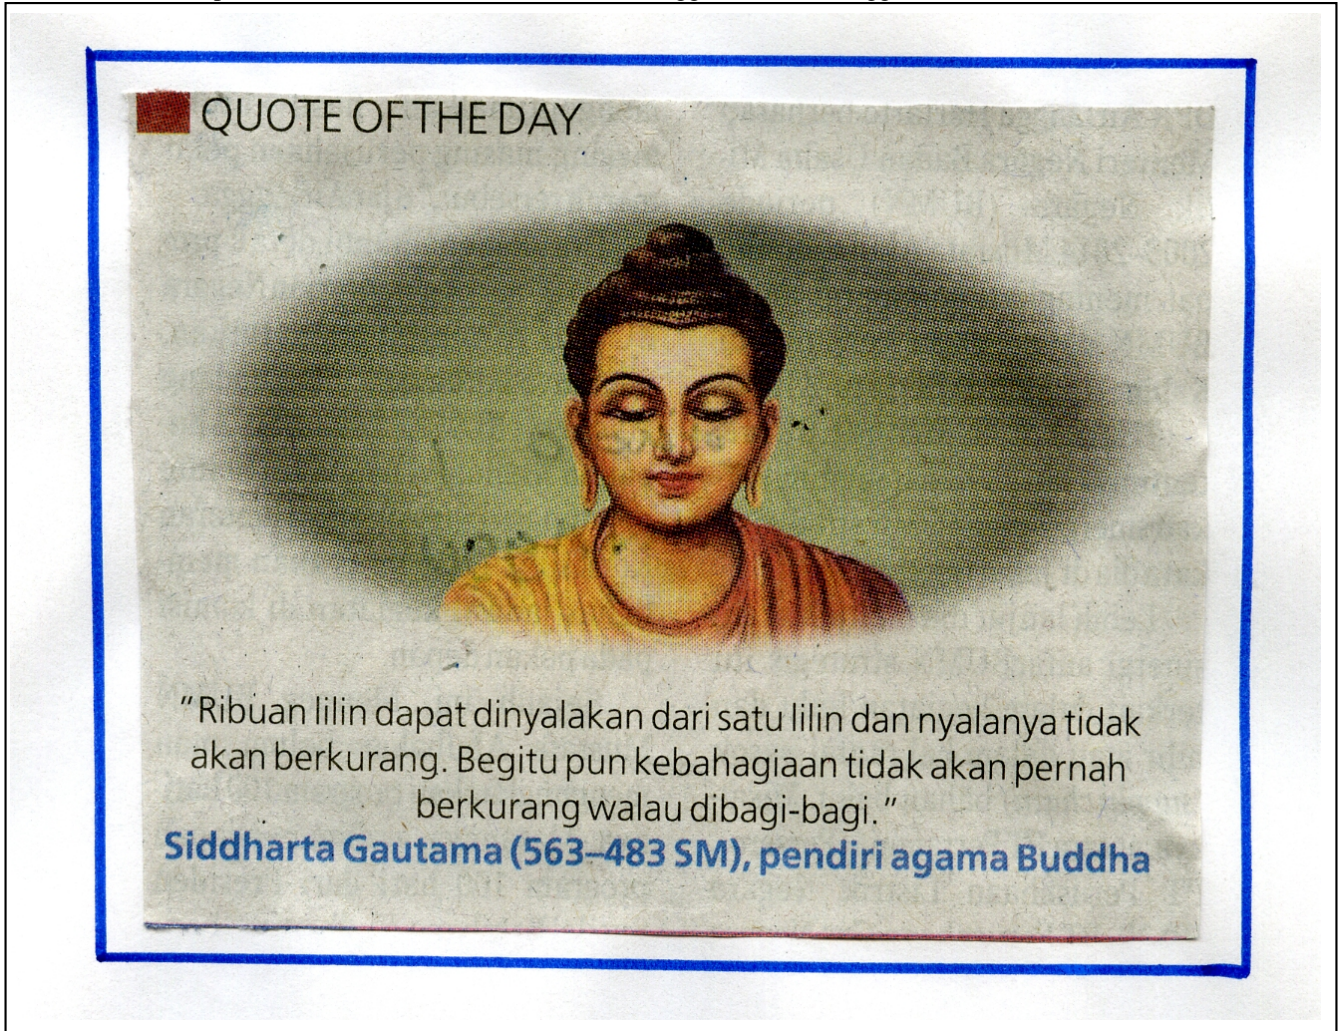 QUOTE OF THE DAY
"Ribuan lilin dapat dinyalakan dari satu lilin dan nyalanya tidak
akan berkurang. Begitu pun kebahagiaan tidak akan pernah
berkurang walau dibagi-bagi."
Siddharta Gautama (563–483 SM), pendiri agama Buddha